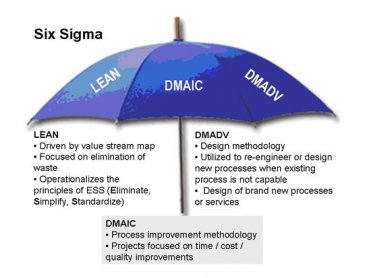 Six Sigma
LEAN
DMAIC
DMADV
LEAN
• Driven by value stream map
• Focused on elimination of
waste
• Operationalizes the
principles of ESS (Eliminate,
Simplify, Standardize)
DMADV
• Design methodology
• Utilized to re-engineer or design
new processes when existing
process is not capable
• Design of brand new processes
or services
DMAIC
• Process improvement methodology
• Projects focused on time / cost /
quality improvements